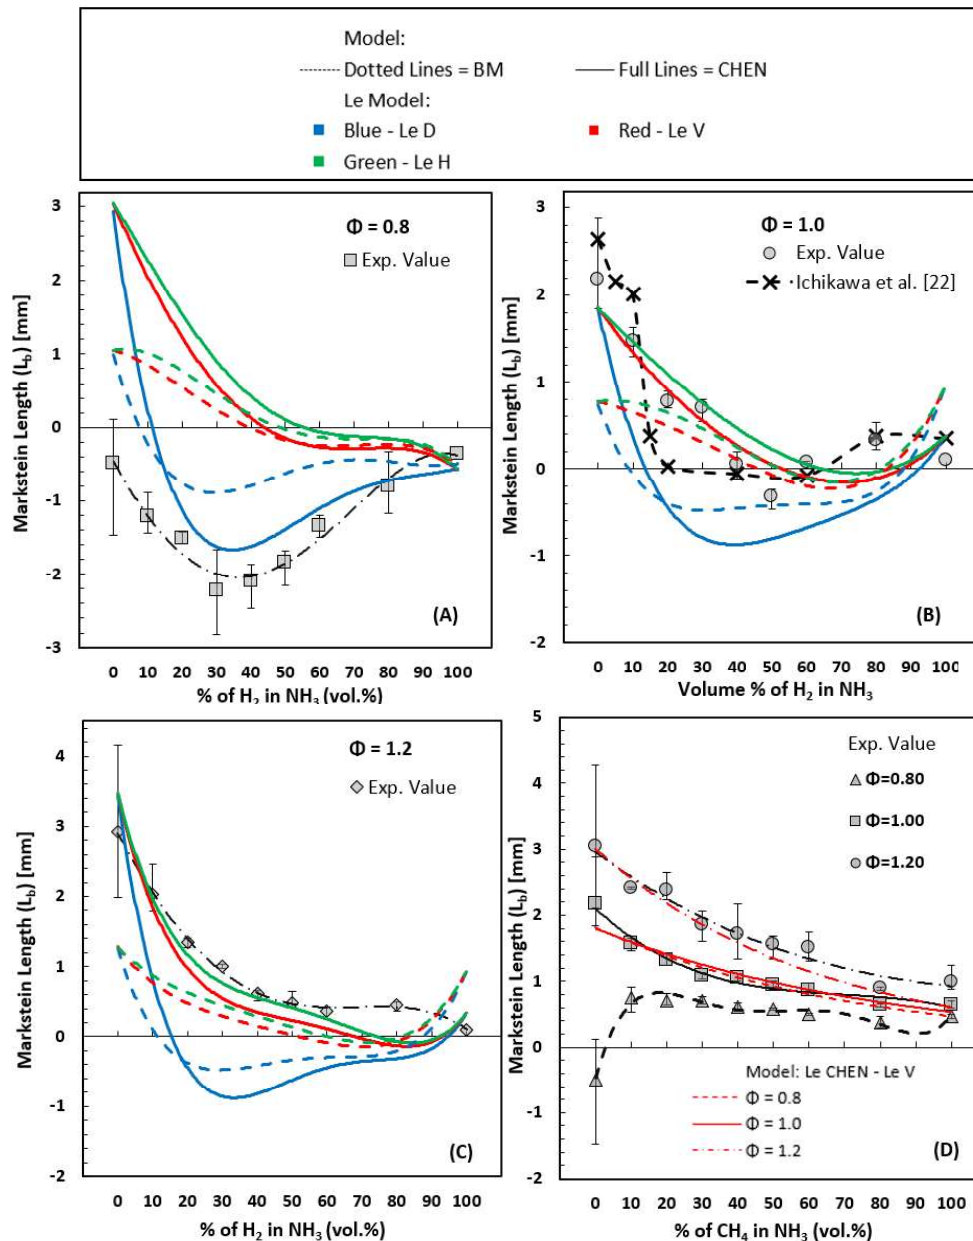 Model:
Dotted Lines = BM
Full Lines = CHEN
Le Model:
Blue - Le D
Red - Le V
Green - Le H
3
2
1
0
-1
-2
-3
Markstein Length (Lb) [mm]
Φ = 0.8
Exp. Value
(A)
0 10 20 30 40 50 60 70 80 90 100
% of H2 in NH3 (vol.%)
3
2
1
0
-1
-2
Markstein Length (Lb) [mm]
Φ = 1.0
Exp. Value
Ichikawa et al. [22]
(B)
0 10 20 30 40 50 60 70 80 90 100
Volume % of H2 in NH3
4
3
2
1
0
-1
-2
Markstein Length (Lb) [mm]
Φ = 1.2
Exp. Value
(C)
0 10 20 30 40 50 60 70 80 90 100
% of H2 in NH3 (vol.%)
5
4
3
2
1
0
-1
-2
Markstein Length (Lb) [mm]
Exp. Value
Φ=0.80
Φ=1.00
Φ=1.20
Model: Le CHEN - Le V
Φ = 0.8
Φ = 1.0
Φ = 1.2
(D)
0 10 20 30 40 50 60 70 80 90 100
% of CH4 in NH3 (vol.%)